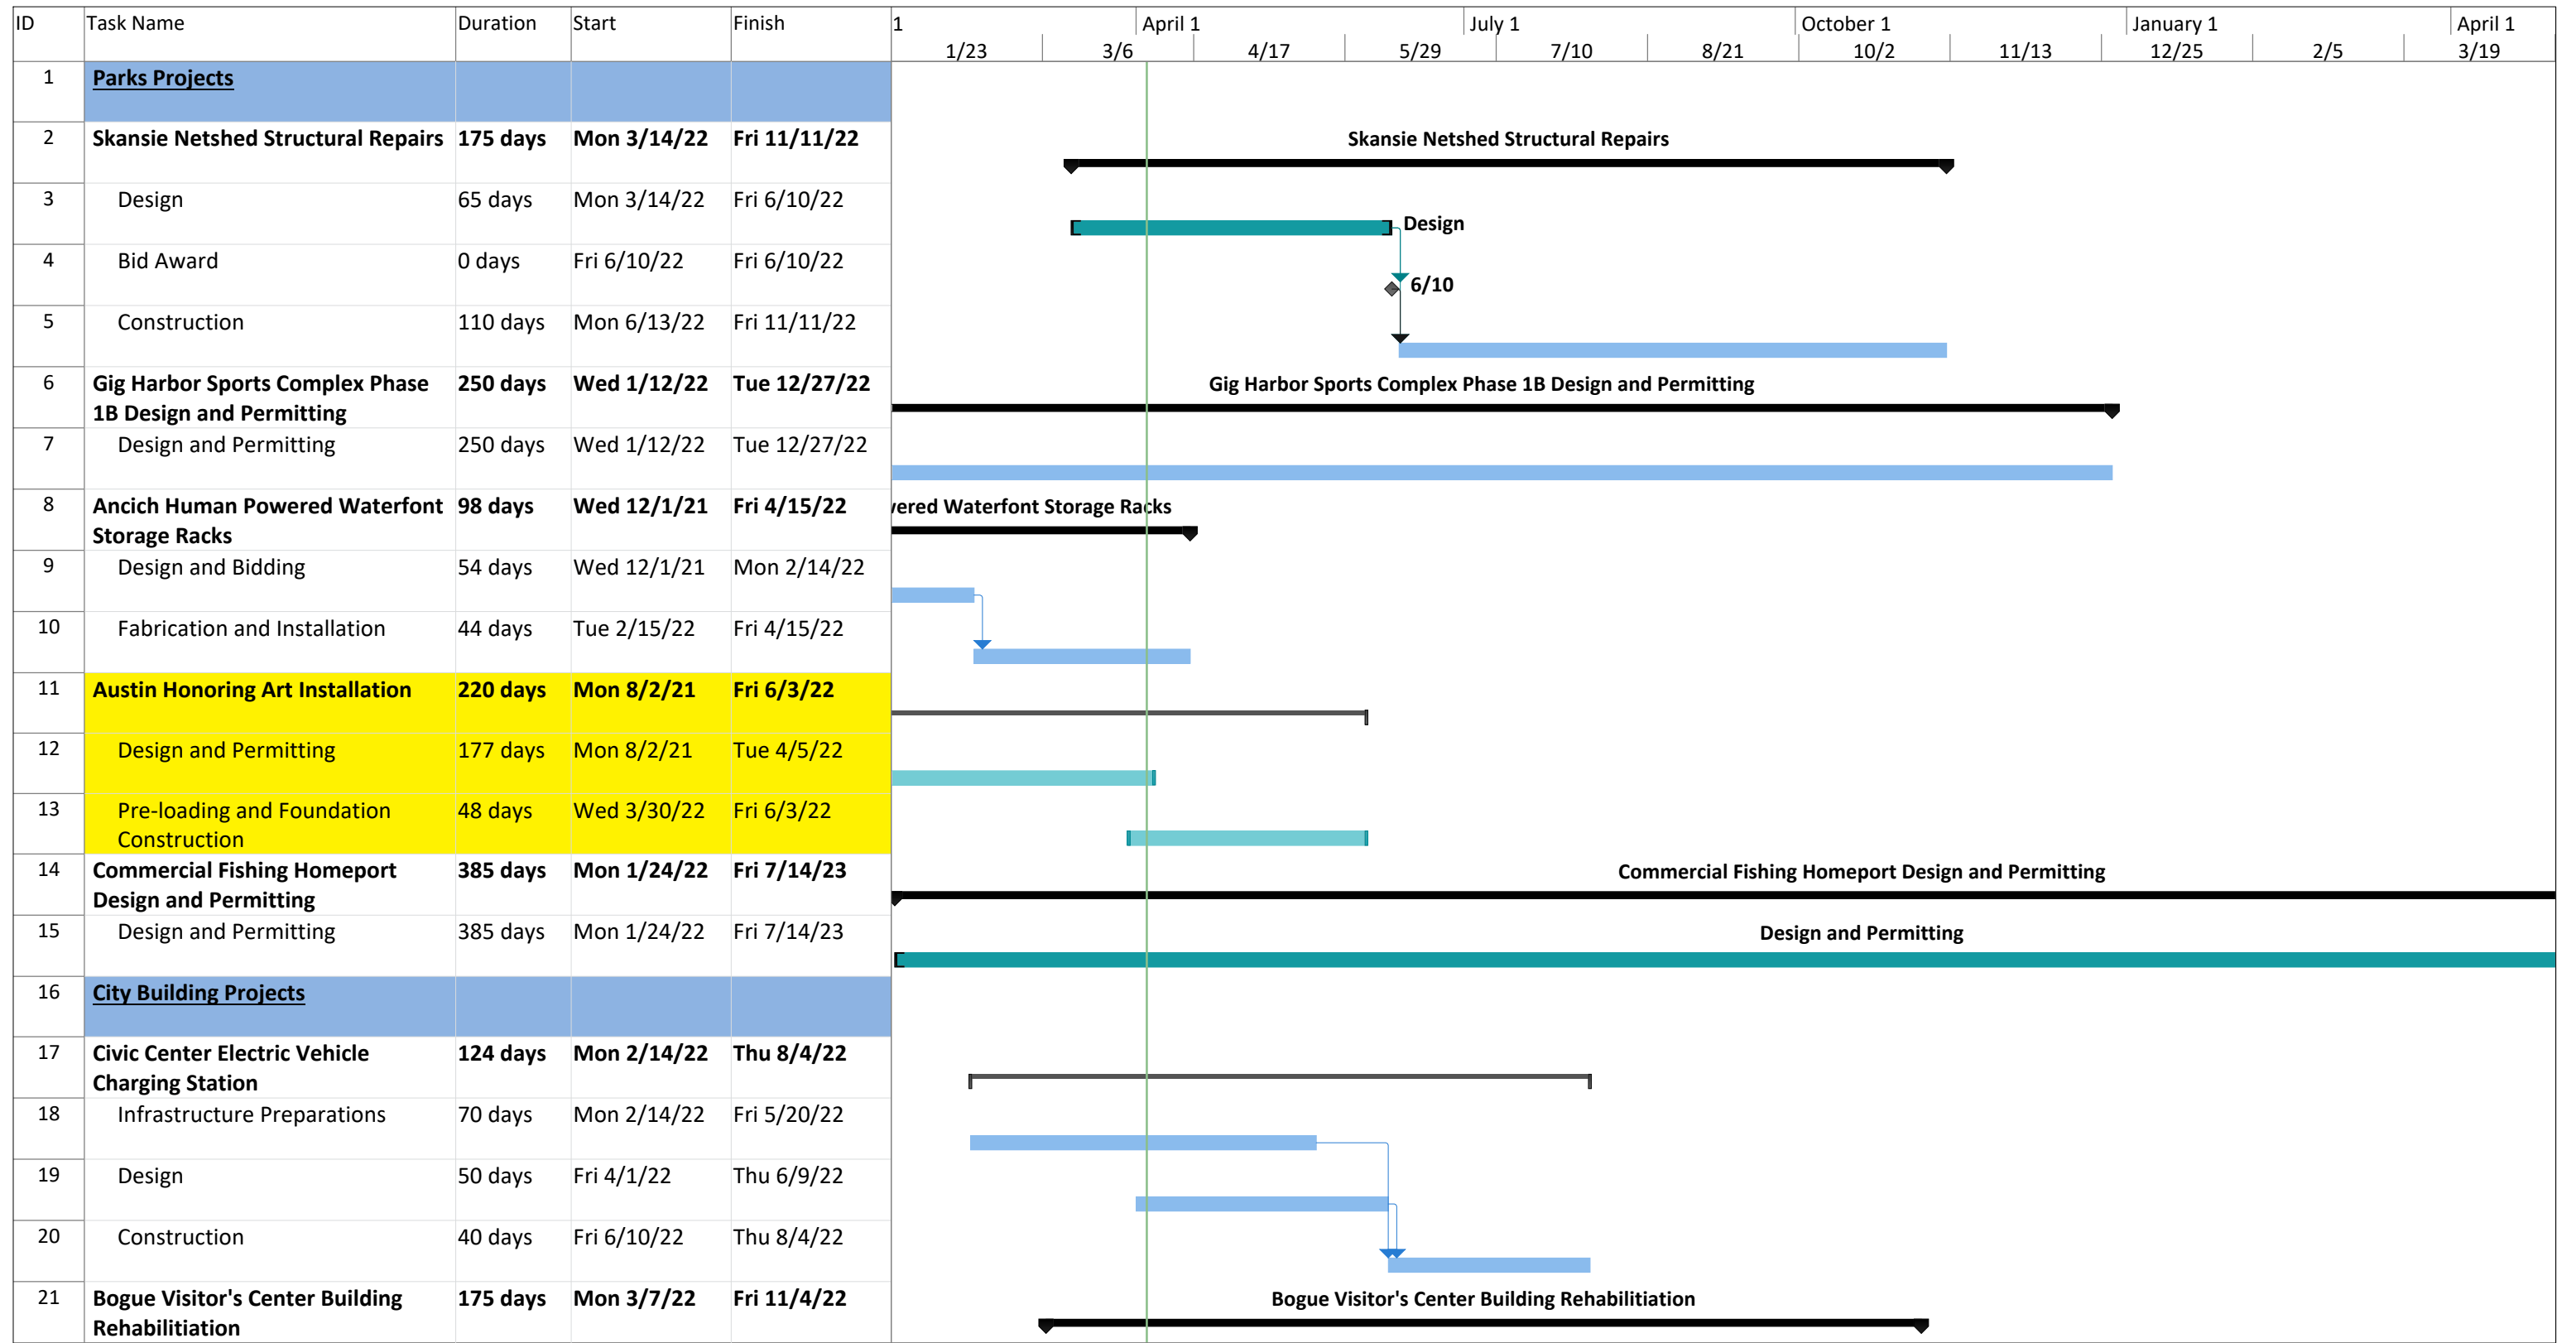 ID Task Name Duration Start Finish 1 April 1 July 1 October 1 January 1 April 1
1/23 3/6 4/17 5/29 7/10 8/21 10/2 11/13 12/25 2/5 3/19
1 Parks Projects
2 Skansie Netshed Structural Repairs 175 days Mon 3/14/22 Fri 11/11/22 Skansie Netshed Structural Repairs
3 Design 65 days Mon 3/14/22 Fri 6/10/22 Design
4 Bid Award 0 days Fri 6/10/22 Fri 6/10/22 6/10
5 Construction 110 days Mon 6/13/22 Fri 11/11/22
6 Gig Harbor Sports Complex Phase 250 days Wed 1/12/22 Tue 12/27/22 Gig Harbor Sports Complex Phase 1B Design and Permitting
1B Design and Permitting
7 Design and Permitting 250 days Wed 1/12/22 Tue 12/27/22
8 Ancich Human Powered Waterfont 98 days Wed 12/1/21 Fri 4/15/22 vered Waterfont Storage Racks
Storage Racks
9 Design and Bidding 54 days Wed 12/1/21 Mon 2/14/22
10 Fabrication and Installation 44 days Tue 2/15/22 Fri 4/15/22
11 Austin Honoring Art Installation 220 days Mon 8/2/21 Fri 6/3/22
12 Design and Permitting 177 days Mon 8/2/21 Tue 4/5/22
13 Pre-loading and Foundation 48 days Wed 3/30/22 Fri 6/3/22
Construction
14 Commercial Fishing Homeport 385 days Mon 1/24/22 Fri 7/14/23 Commercial Fishing Homeport Design and Permitting
Design and Permitting
15 Design and Permitting 385 days Mon 1/24/22 Fri 7/14/23 Design and Permitting
16 City Building Projects
17 Civic Center Electric Vehicle 124 days Mon 2/14/22 Thu 8/4/22
Charging Station
18 Infrastructure Preparations 70 days Mon 2/14/22 Fri 5/20/22
19 Design 50 days Fri 4/1/22 Thu 6/9/22
20 Construction 40 days Fri 6/10/22 Thu 8/4/22
21 Bogue Visitor's Center Building 175 days Mon 3/7/22 Fri 11/4/22 Bogue Visitor's Center Building Rehabilitiation
Rehabilitiation